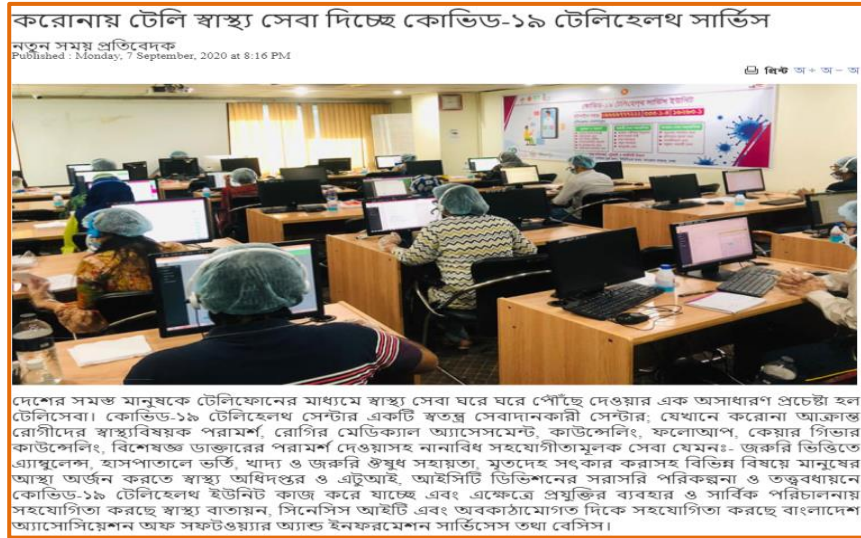 করোনায় টেলি স্বাস্থ্য সেবা দিচ্ছে কোভিড-১৯ টেলিহেলথ সার্ভিস
নতুন সময় প্রতিবেদক
Published : Monday, 7 September, 2020 at 8:16 PM
প্রিন্ট অ+ অ- অ
কোভিড-১৯ টেলিহেলথ সার্ভিস ইউনিট
দেশের সমস্ত মানুষকে টেলিফোনের মাধ্যমে স্বাস্থ্য সেবা ঘরে ঘরে পৌঁছে দেওয়ার এক অসাধারণ প্রচেষ্টা হল
টেলিসেবা। কোভিড-১৯ টেলিহেলথ সেন্টার একটি স্বতন্ত্র সেবাদানকারী সেন্টার; যেখানে করোনা আক্রান্ত
রোগীদের স্বাস্থ্যবিষয়ক পরামর্শ, রোগির মেডিক্যাল অ্যাসেসমেন্ট, কাউন্সেলিং, ফলোআপ, কেয়ার গিভার
কাউন্সেলিং, বিশেষজ্ঞ ডাক্তারের পরামর্শ দেওয়াসহ নানাবিধ সহযোগীতামূলক সেবা যেমনঃ- জরুরি ভিত্তিতে
এ্যাম্বুলেন্স, হাসপাতালে ভর্তি, খাদ্য ও জরুরি ঔষুধ সহায়তা, মৃতদেহ সৎকার করাসহ বিভিন্ন বিষয়ে মানুষের
আস্থা অর্জন করতে স্বাস্থ্য অধিদপ্তর ও এটুআই, আইসিটি ডিভিশনের সরাসরি পরিকল্পনা ও তত্ত্বাবধায়নে
কোভিড-১৯ টেলিহেলথ ইউনিট কাজ করে যাচ্ছে এবং এক্ষেত্রে প্রযুক্তির ব্যবহার ও সার্বিক পরিচালনায়
সহযোগিতা করছে স্বাস্থ্য বাতায়ন, সিনেসিস আইটি এবং অবকাঠামোগত দিকে সহযোগিতা করছে বাংলাদেশ
অ্যাসোসিয়েশন অফ সফটওয়্যার অ্যান্ড ইনফরমেশন সার্ভিসেস তথা বেসিস।